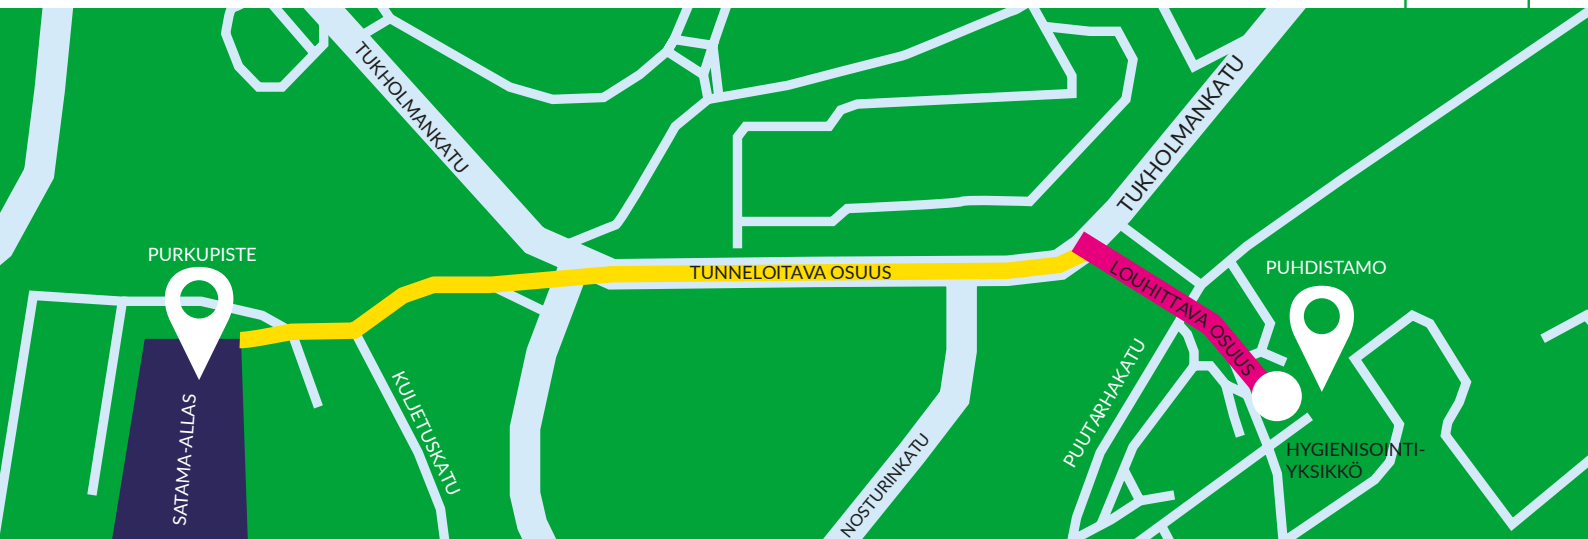 TUKHOLMANKATU
TUKHOLMANKATU
PURKUPISTE
TUNNELOITAVA OSUUS
LOUHITTAVA OSUUS
PUHDISTAMO
SATAMA-ALLAS
KULJETUSKATU
NOSTURINKATU
PUUTARHAKATU
HYGIENISOINTI-
YKSIKKÖ